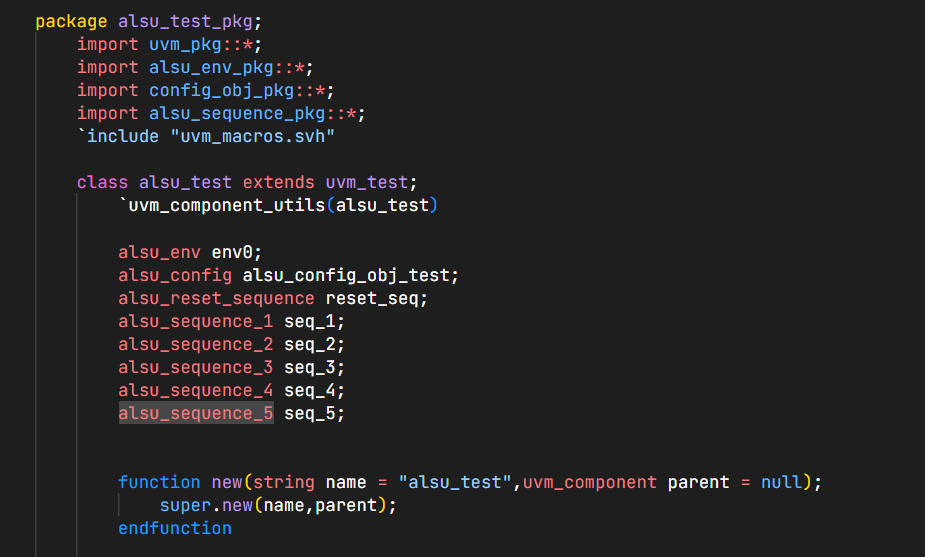 package alsu_test_pkg;
import uvm_pkg::*;
import alsu_env_pkg::*;
import config_obj_pkg::*;
import alsu_sequence_pkg::*;
`include "uvm_macros.svh"
class alsu_test extends uvm_test;
`uvm_component_utils(alsu_test)
alsu_env env0;
alsu_config alsu_config_obj_test;
alsu_reset_sequence reset_seq;
alsu_sequence_1 seq_1;
alsu_sequence_2 seq_2;
alsu_sequence_3 seq_3;
alsu_sequence_4 seq_4;
alsu_sequence_5 seq_5;
function new(string name = "alsu_test",uvm_component parent = null);
super.new(name,parent);
endfunction